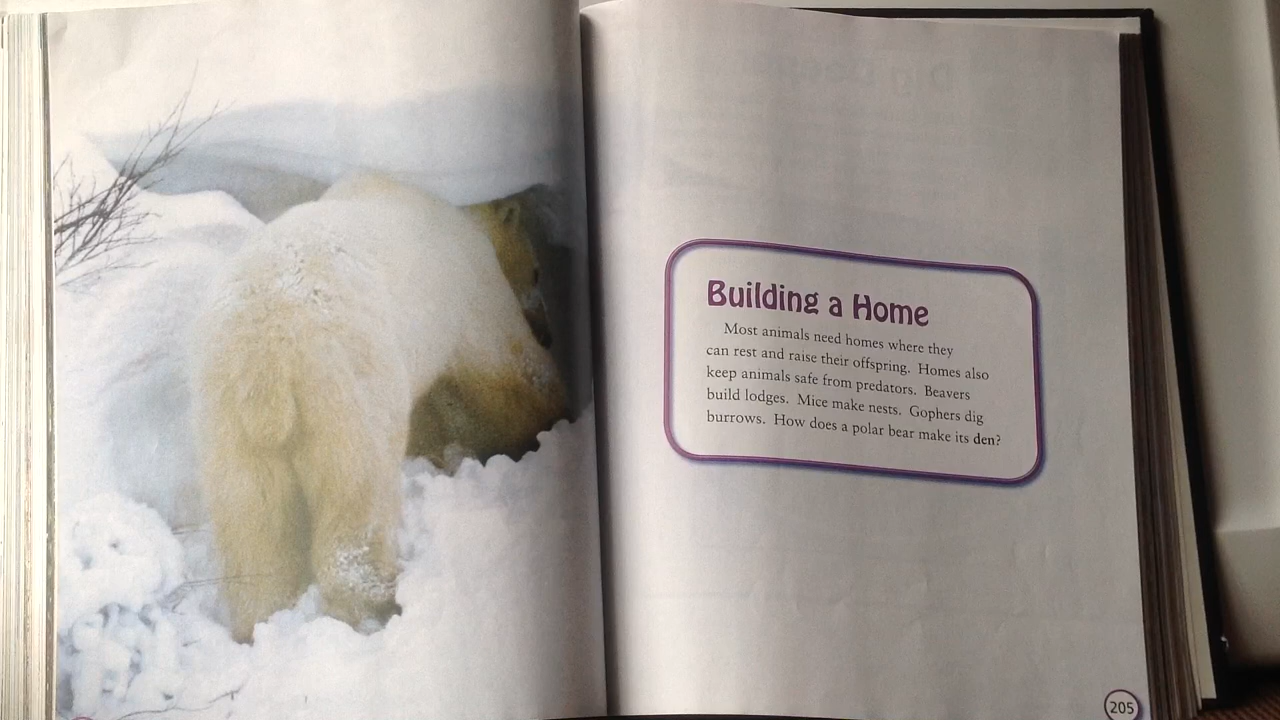 Building a Home
Most animals need homes where they
can rest and raise their offspring. Homes also
keep animals safe from predators. Beavers
build lodges. Mice make nests. Gophers dig
burrows. How does a polar bear make its den?
205